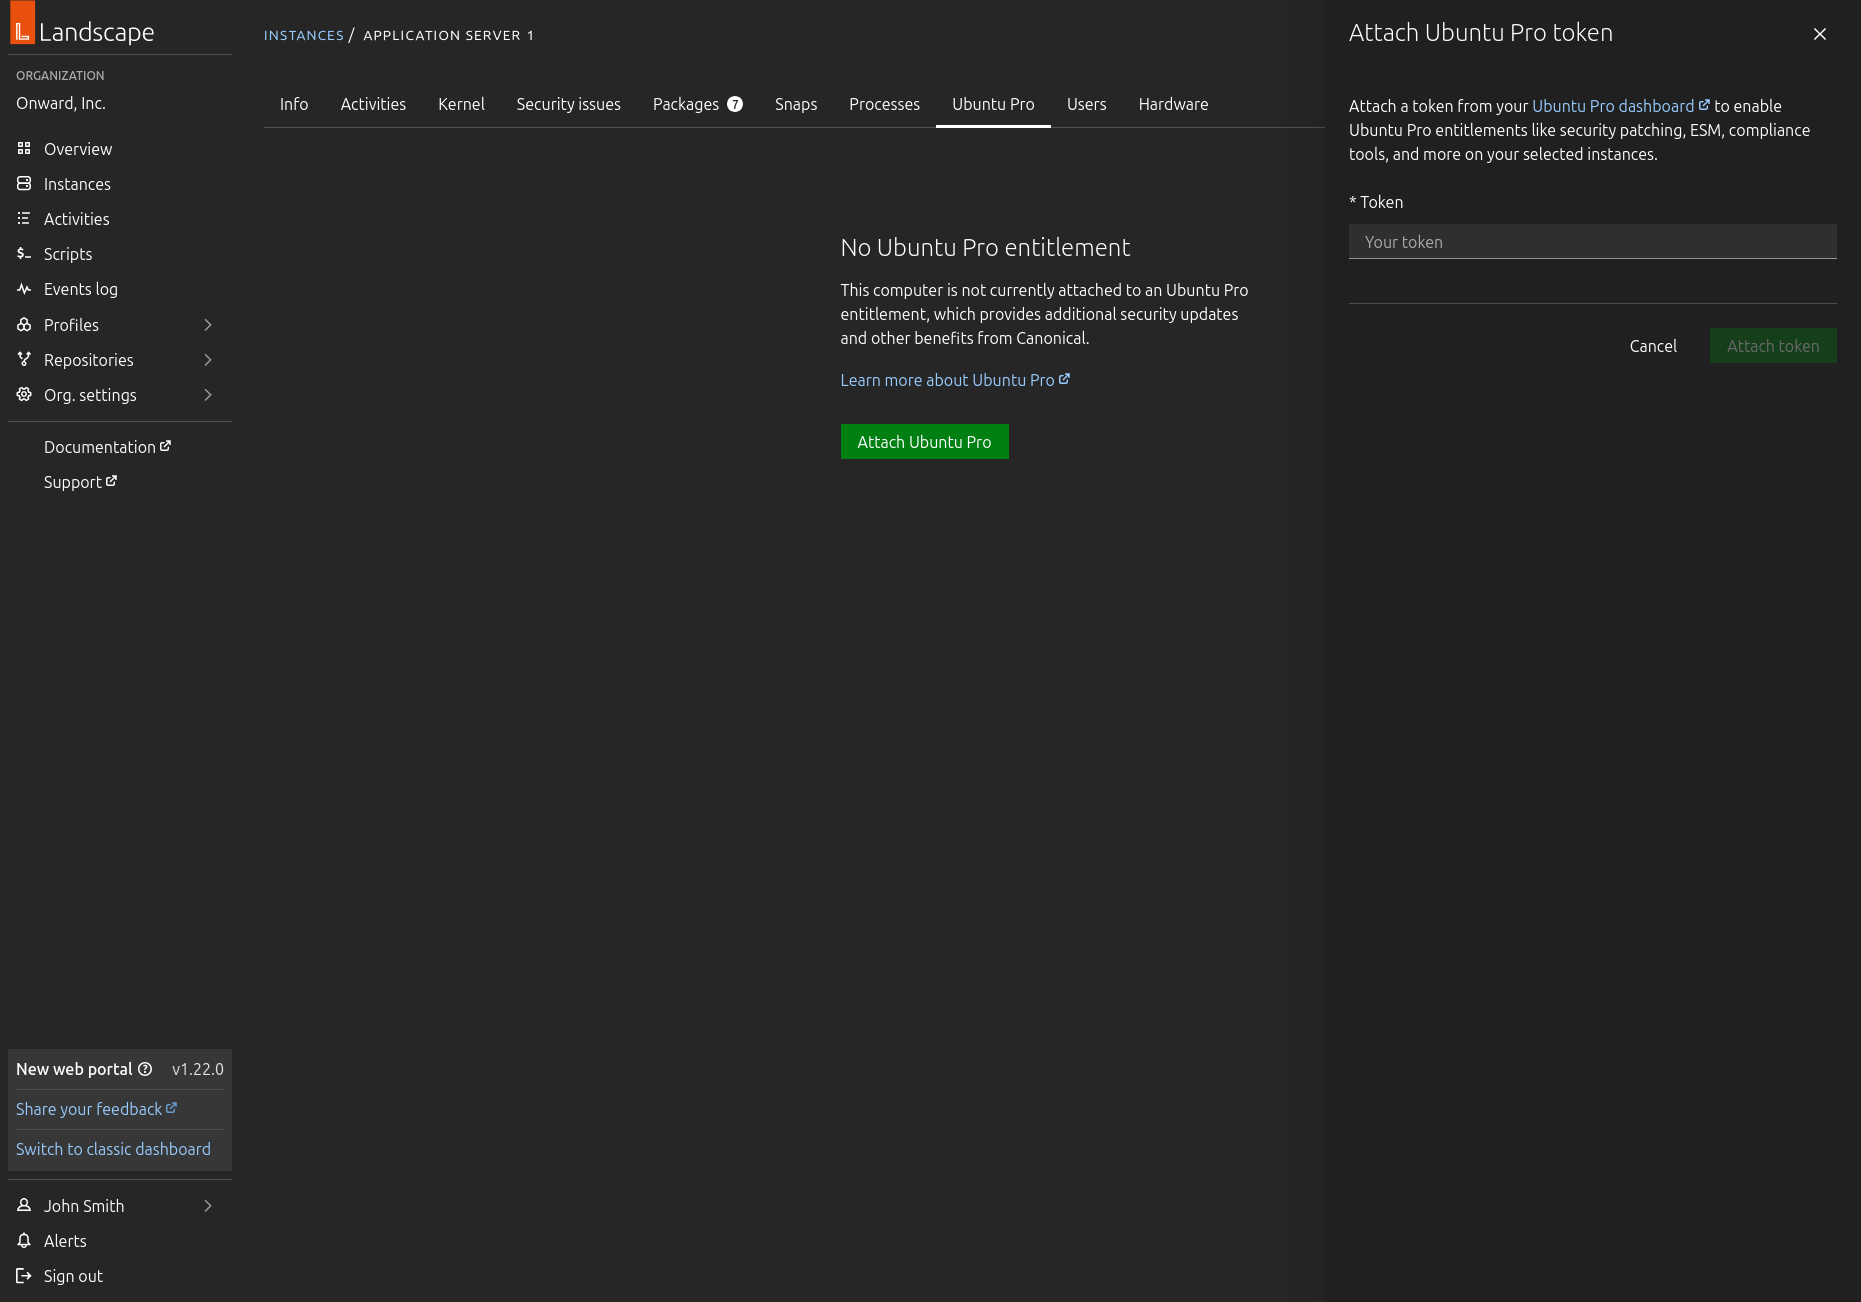 Landscape
ORGANIZATION
Onward, Inc.
Overview
Instances
Activities
Scripts
Events log
Profiles
Repositories
Org. settings
Documentation
Support
New web portal v1.22.0
Share your feedback
Switch to classic dashboard
John Smith
Alerts
Sign out
INSTANCES / APPLICATION SERVER 1
Info Activities Kernel Security issues Packages 7 Snaps Processes Ubuntu Pro Users Hardware
No Ubuntu Pro entitlement
This computer is not currently attached to an Ubuntu Pro
entitlement, which provides additional security updates
and other benefits from Canonical.
Learn more about Ubuntu Pro
Attach Ubuntu Pro
Attach Ubuntu Pro token
Attach a token from your Ubuntu Pro dashboard to enable
Ubuntu Pro entitlements like security patching, ESM, compliance
tools, and more on your selected instances.
* Token
Your token
Cancel Attach token